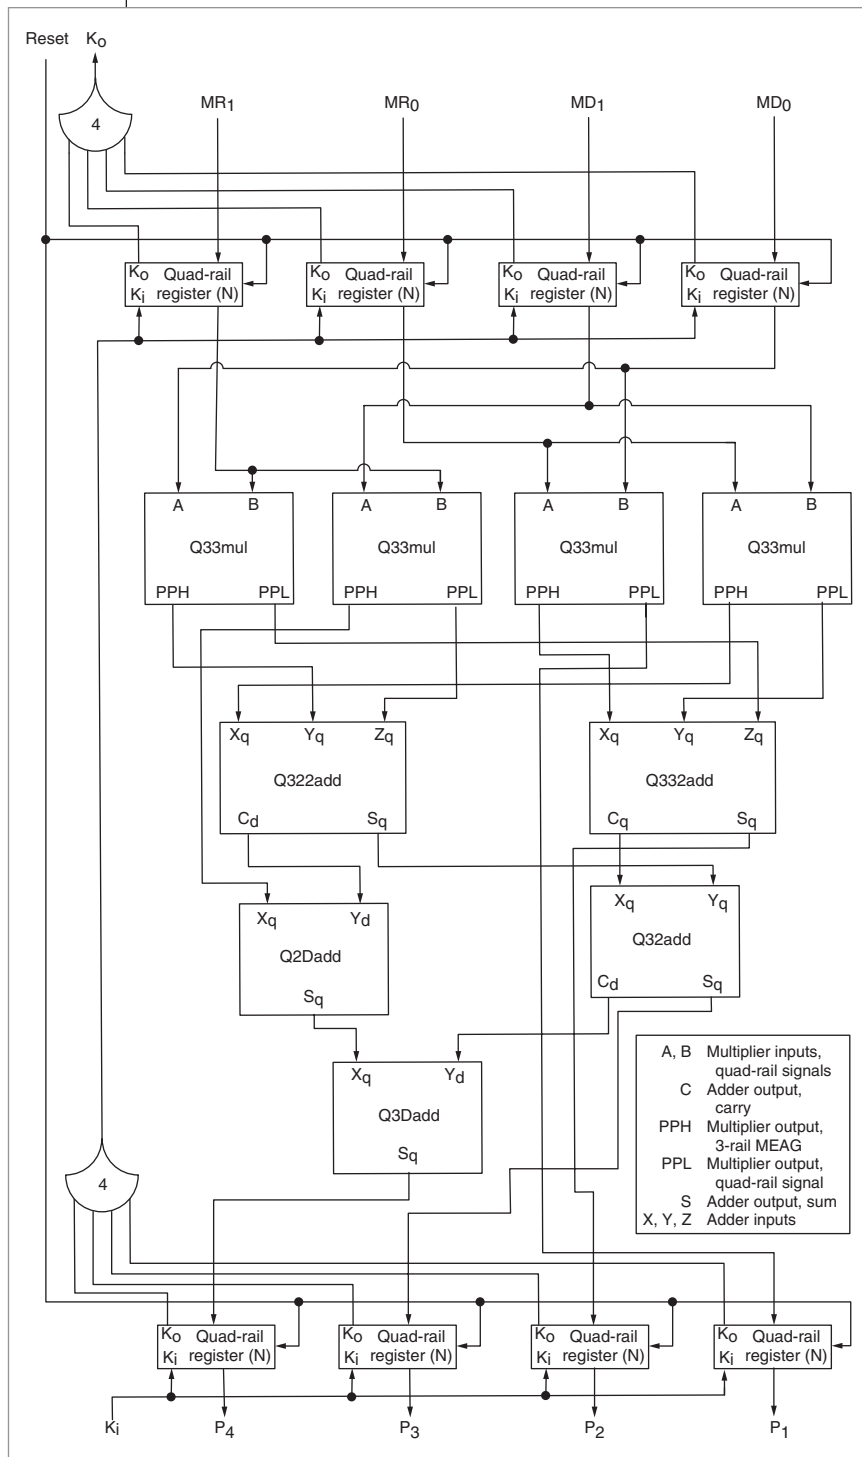 Reset Ko
4
MR1 MR0 MD1 MD0
Ko Quad-rail Ko Quad-rail Ko Quad-rail Ko Quad-rail
Ki register (N) Ki register (N) Ki register (N) Ki register (N)
A B A B A B A B
Q33mul Q33mul Q33mul Q33mul
PPH PPL PPH PPL PPH PPL PPH PPL
Xq Yq Zq Xq Yq Zq
Q322add Q332add
Cd Sq Cq Sq
Xq Yq Xq Yd
Q32add
Q2Dadd
Cd Sq
Sq
A, B Multiplier inputs,
quad-rail signals
C Adder output,
carry
PPH Multiplier output,
3-rail MEAG
PPL Multiplier output,
quad-rail signal
S Adder output, sum
X, Y, Z Adder inputs
Xq Yd
Q3Dadd
Sq
4
Ko Quad-rail Ko Quad-rail Ko Quad-rail Ko Quad-rail
Ki register (N) Ki register (N) Ki register (N) Ki register (N)
Ki P4 P3 P2 P1